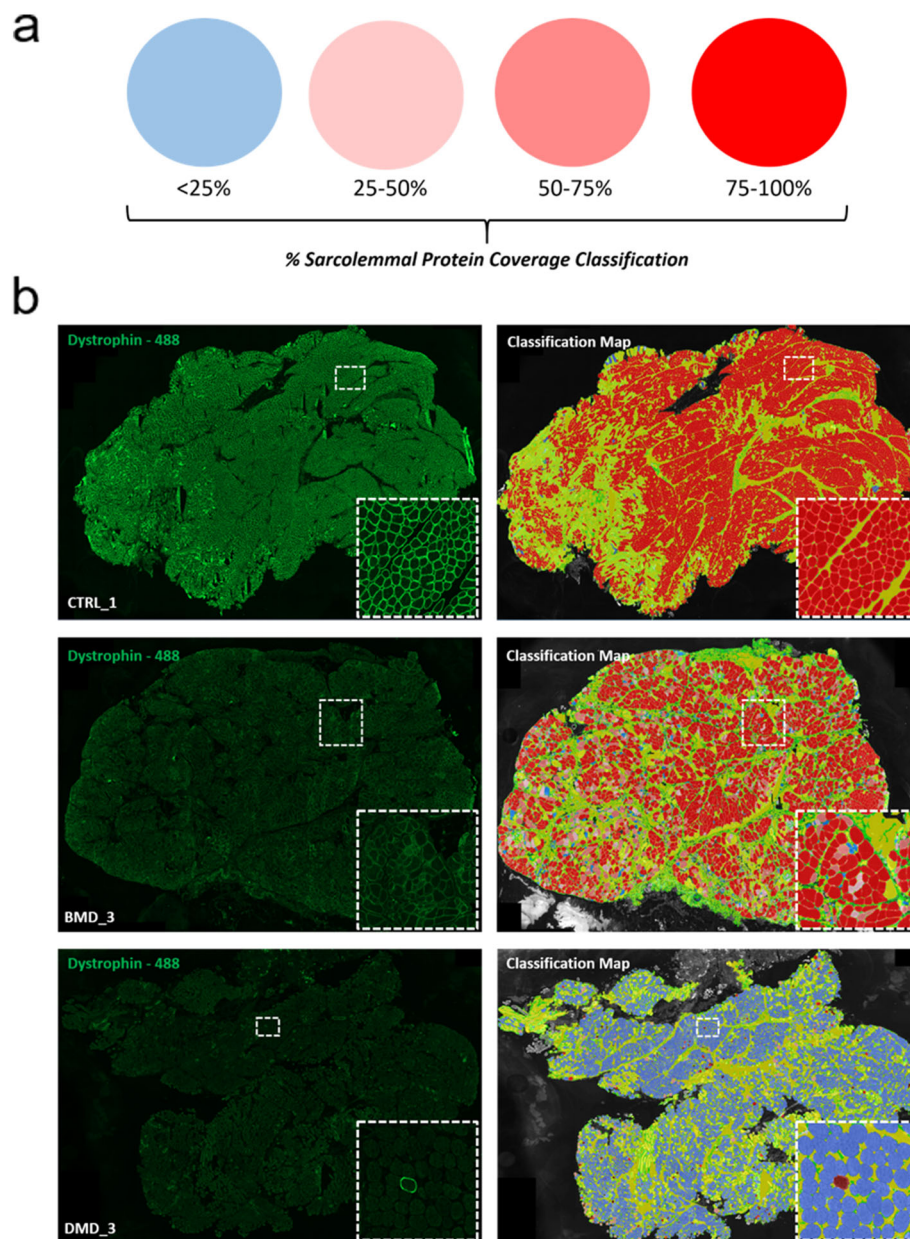 a
<25% 25-50% 50-75% 75-100%
% Sarcolemmal Protein Coverage Classification
b
Dystrophin - 488 Classification Map
CTRL_1
Dystrophin - 488 Classification Map
BMD_3
Dystrophin - 488 Classification Map
DMD_3